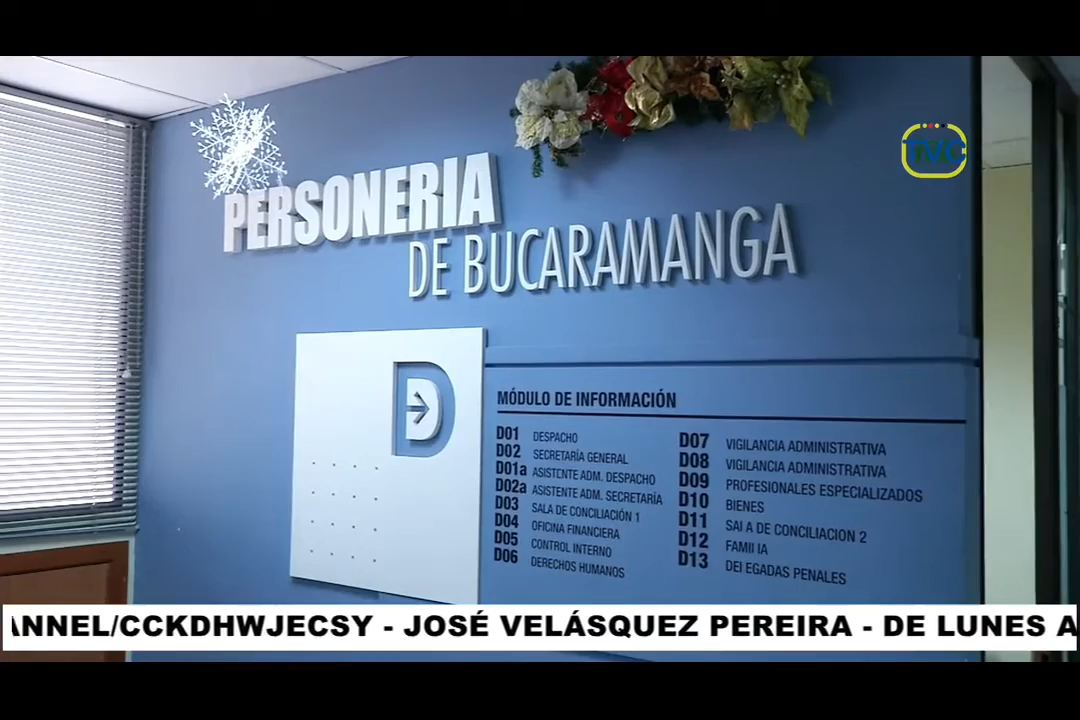 TVC
PERSONERIA
DE BUCARAMANGA
D
MÓDULO DE INFORMACIÓN
D01 DESPACHO
D02 SECRETARÍA GENERAL
D01a ASISTENTE ADM. DESPACHO
D02a ASISTENTE ADM. SECRETARÍA
D03 SALA DE CONCILIACIÓN 1
D04 OFICINA FINANCIERA
D05 CONTROL INTERNO
D06 DERECHOS HUMANOS
D07 VIGILANCIA ADMINISTRATIVA
D08 VIGILANCIA ADMINISTRATIVA
D09 PROFESIONALES ESPECIALIZADOS
D10 BIENES
D11 SAI A DE CONCILIACION 2
D12 FAMII IA
D13 DEI EGADAS PENALES
ANNEL/CCKDHWJECSY - JOSÉ VELÁSQUEZ PEREIRA - DE LUNES A